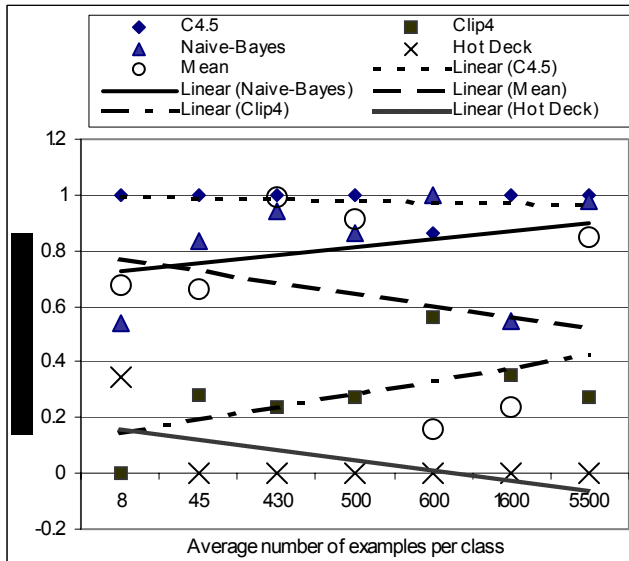 C4.5 Clip4
Naive-Bayes Hot Deck
Mean Linear (C4.5)
Linear (Naive-Bayes) Linear (Mean)
Linear (Clip4) Linear (Hot Deck)
1.2
1
0.8
0.6
0.4
0.2
0
-0.2
8 45 430 500 600 1600 5500
Average number of examples per class